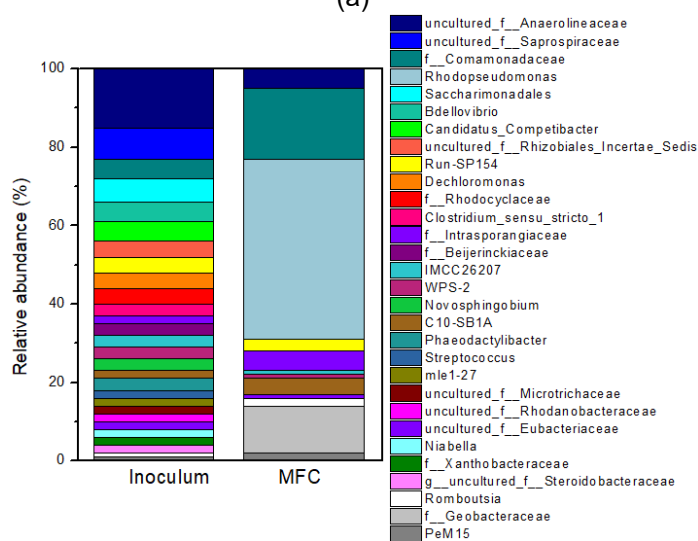 (a)
Relative abundance (%)
100
80
60
40
20
0
Inoculum
MFC
uncultured_f__Anaerolineaceae
uncultured_f__Saprospiraceae
f__Comamonadaceae
Rhodopseudomonas
Saccharimonadales
Bdellovibrio
Candidatus_Competibacter
uncultured_f__Rhizobiales_Incertae_Sedis
Run-SP154
Dechloromonas
f__Rhodocyclaceae
Clostridium_sensu_stricto_1
f__Intrasporangiaceae
f__Beijerinckiaceae
IMCC26207
WPS-2
Novosphingobium
C10-SB1A
Phaeodactylibacter
Streptococcus
mle1-27
uncultured_f__Microtrichaceae
uncultured_f__Rhodanobacteraceae
uncultured_f__Eubacteriaceae
Niabella
f__Xanthobacteraceae
g__uncultured_f__Steroidobacteraceae
Romboutsia
f__Geobacteraceae
PeM15